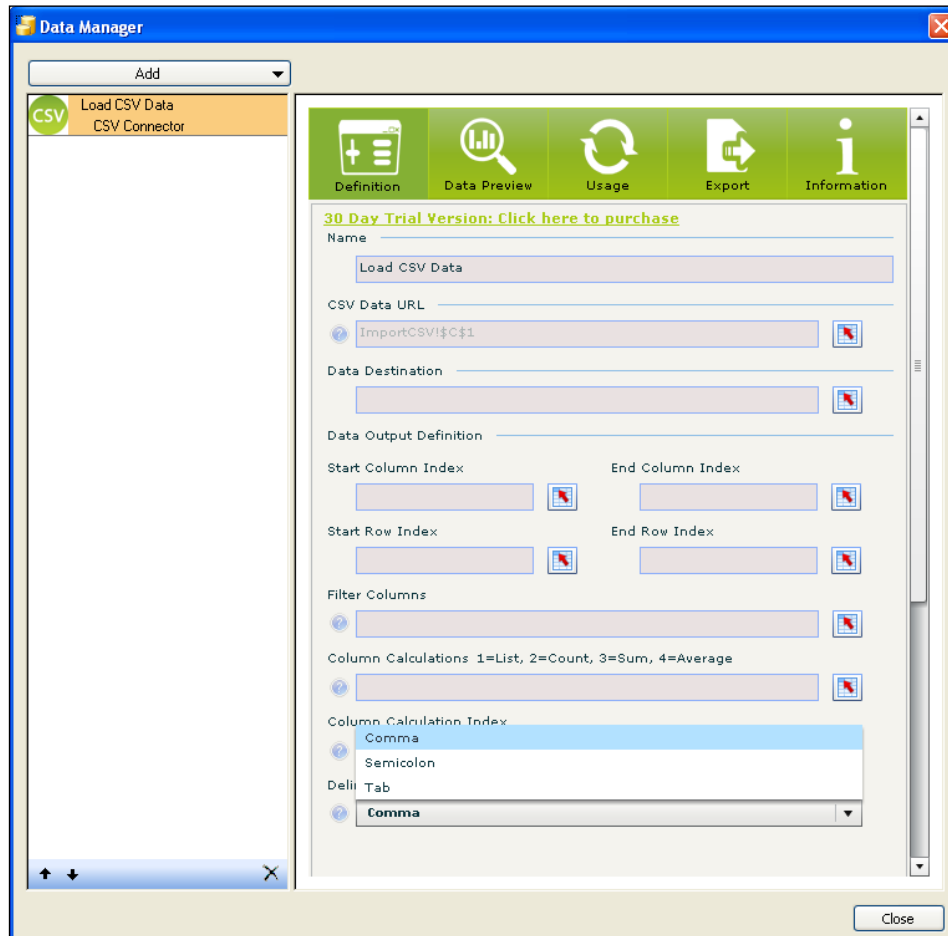 Data Manager
Add
CSV
Load CSV Data
CSV Connector
Definition
Data Preview
Usage
Export
Information
30 Day Trial Version: Click here to purchase
Name
Load CSV Data
CSV Data URL
ImportCSV!$C$1
Data Destination
Data Output Definition
Start Column Index
End Column Index
Start Row Index
End Row Index
Filter Columns
Column Calculations 1=List, 2=Count, 3=Sum, 4=Average
Column Calculation Index
Comma
Semicolon
Tab
Comma
Close